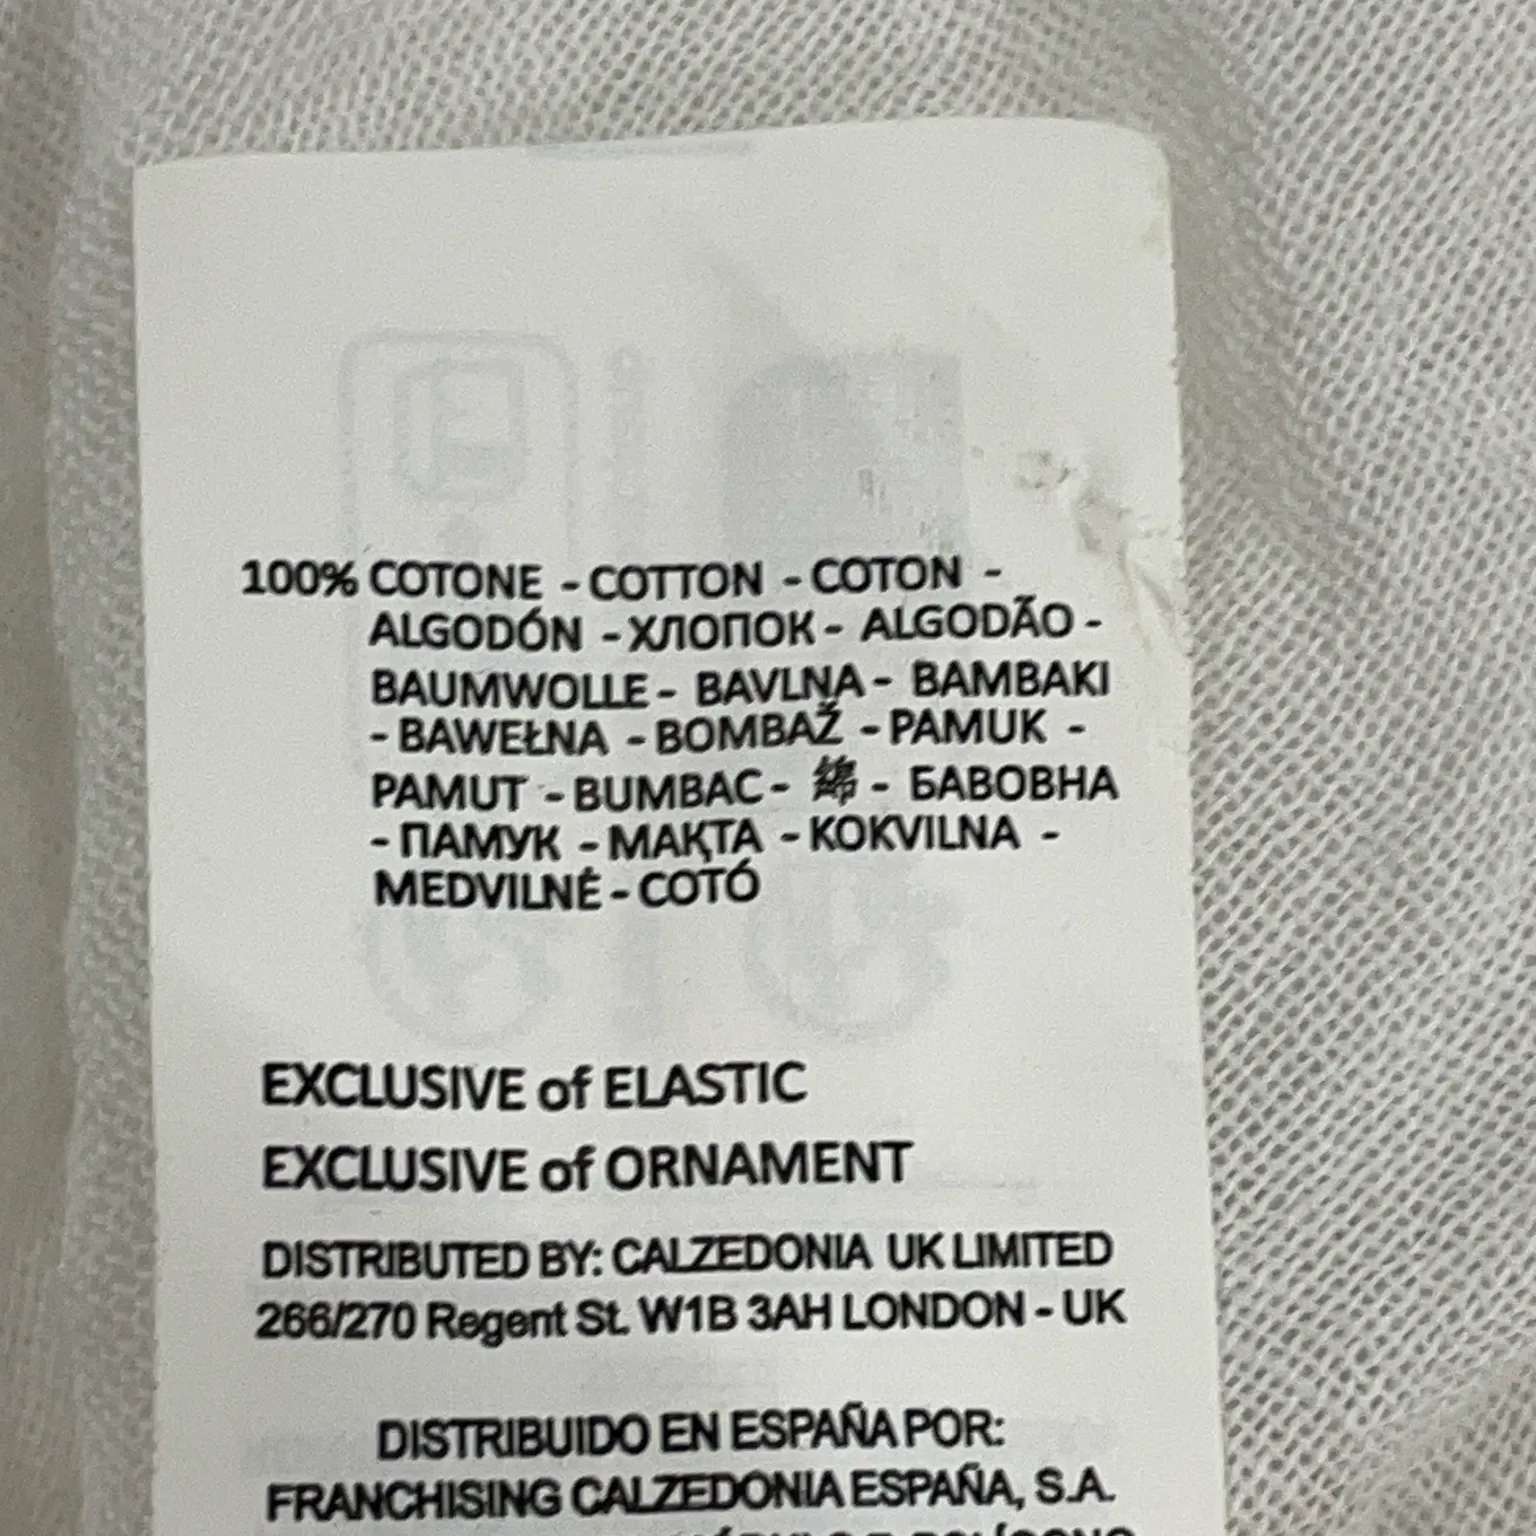 100% COTONE - COTTON - COTON -
ALGODÓN - ХЛОПОК - ALGODÃO -
BAUMWOLLE - BAVLNA - BAMBAKI
- BAWEŁNA - BOMBAŽ - PAMUK -
PAMUT - BUMBAC - 綿 - БАВОВНА
- ПАМУК - МАҚТА - KOKVILNA -
MEDVILNĖ - COTÓ
EXCLUSIVE of ELASTIC
EXCLUSIVE of ORNAMENT
DISTRIBUTED BY: CALZEDONIA UK LIMITED
266/270 Regent St. W1B 3AH LONDON - UK
DISTRIBUIDO EN ESPAÑA POR:
FRANCHISING CALZEDONIA ESPAÑA, S.A.